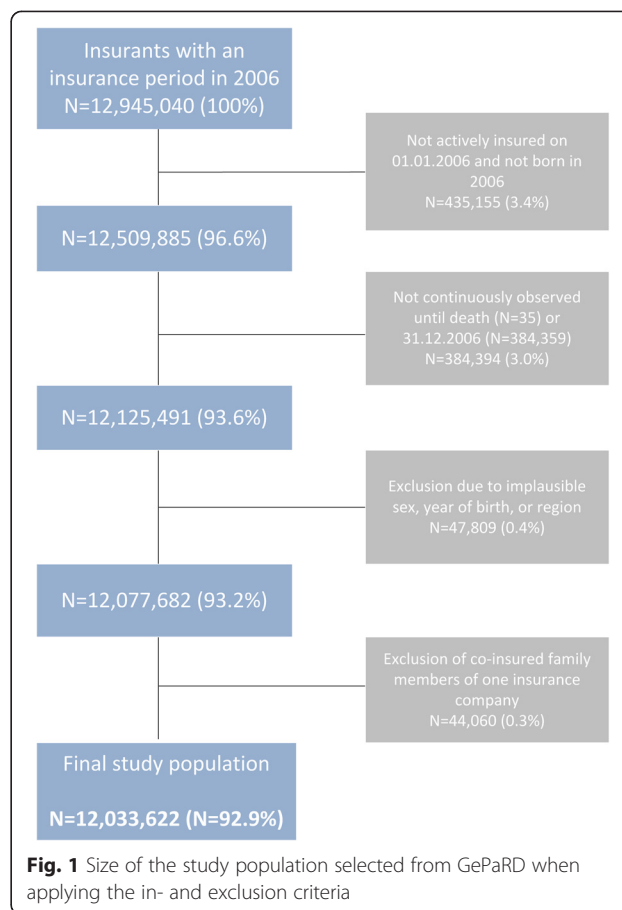 Insurants with an
insurance period in 2006
N=12,945,040 (100%)
Not actively insured on
01.01.2006 and not born in
2006
N=435,155 (3.4%)
N=12,509,885 (96.6%)
Not continuously observed
until death (N=35) or
31.12.2006 (N=384,359)
N=384,394 (3.0%)
N=12,125,491 (93.6%)
Exclusion due to implausible
sex, year of birth, or region
N=47,809 (0.4%)
N=12,077,682 (93.2%)
Exclusion of co-insured family
members of one insurance
company
N=44,060 (0.3%)
Final study population
N=12,033,622 (N=92.9%)
Fig. 1 Size of the study population selected from GePaRD when
applying the in- and exclusion criteria